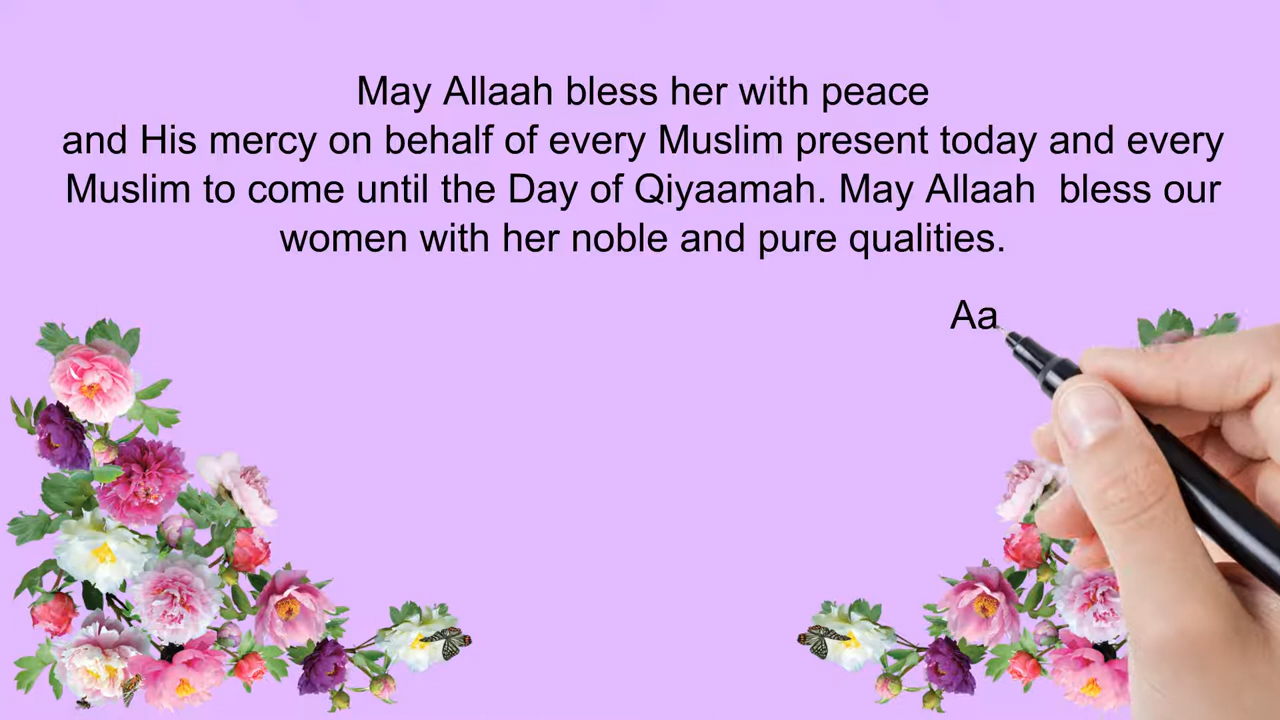 May Allaah bless her with peace
and His mercy on behalf of every Muslim present today and every
Muslim to come until the Day of Qiyaamah. May Allaah  bless our
women with her noble and pure qualities.
Aa